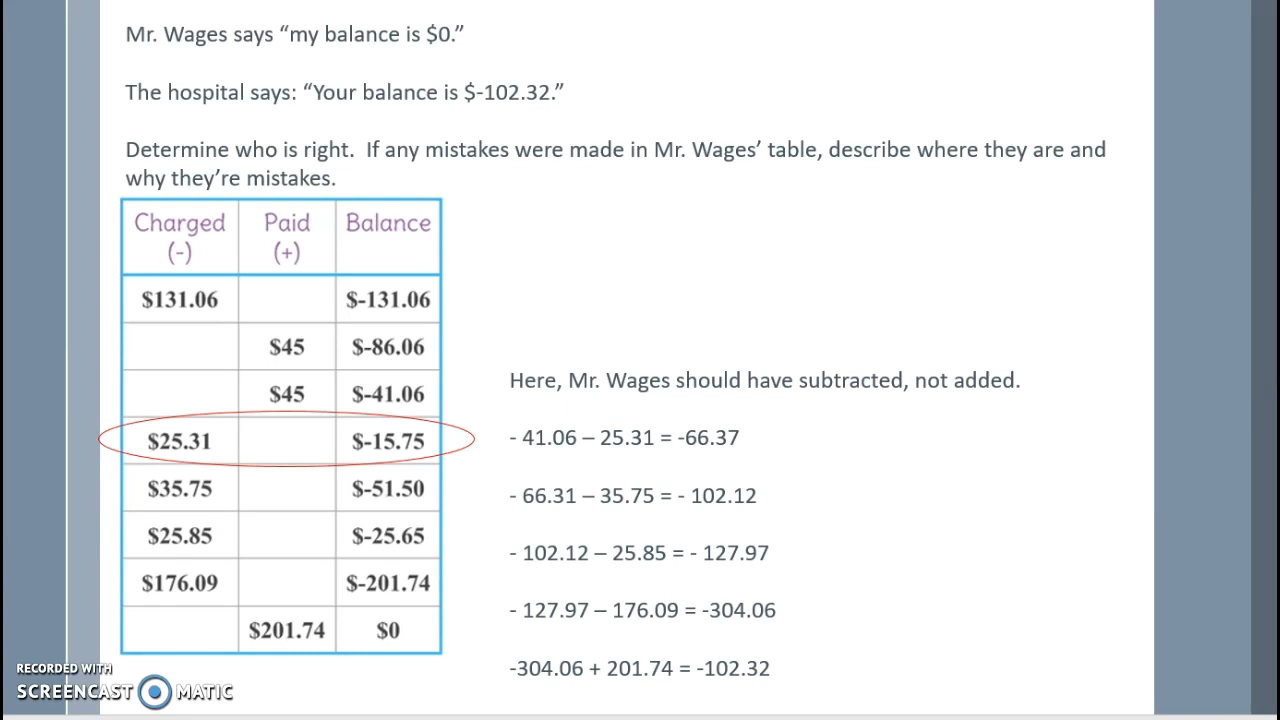 Mr. Wages says “my balance is $0.”
The hospital says: “Your balance is $-102.32.”
Determine who is right.  If any mistakes were made in Mr. Wages’ table, describe where they are and
why they’re mistakes.
Charged Paid Balance
(-) (+)
$131.06 $-131.06
$45 $-86.06
$45 $-41.06
$25.31 $-15.75
$35.75 $-51.50
$25.85 $-25.65
$176.09 $-201.74
$201.74 $0
Here, Mr. Wages should have subtracted, not added.
- 41.06 – 25.31 = -66.37
- 66.31 – 35.75 = - 102.12
- 102.12 – 25.85 = - 127.97
- 127.97 – 176.09 = -304.06
-304.06 + 201.74 = -102.32
RECORDED WITH
SCREENCAST MATIC